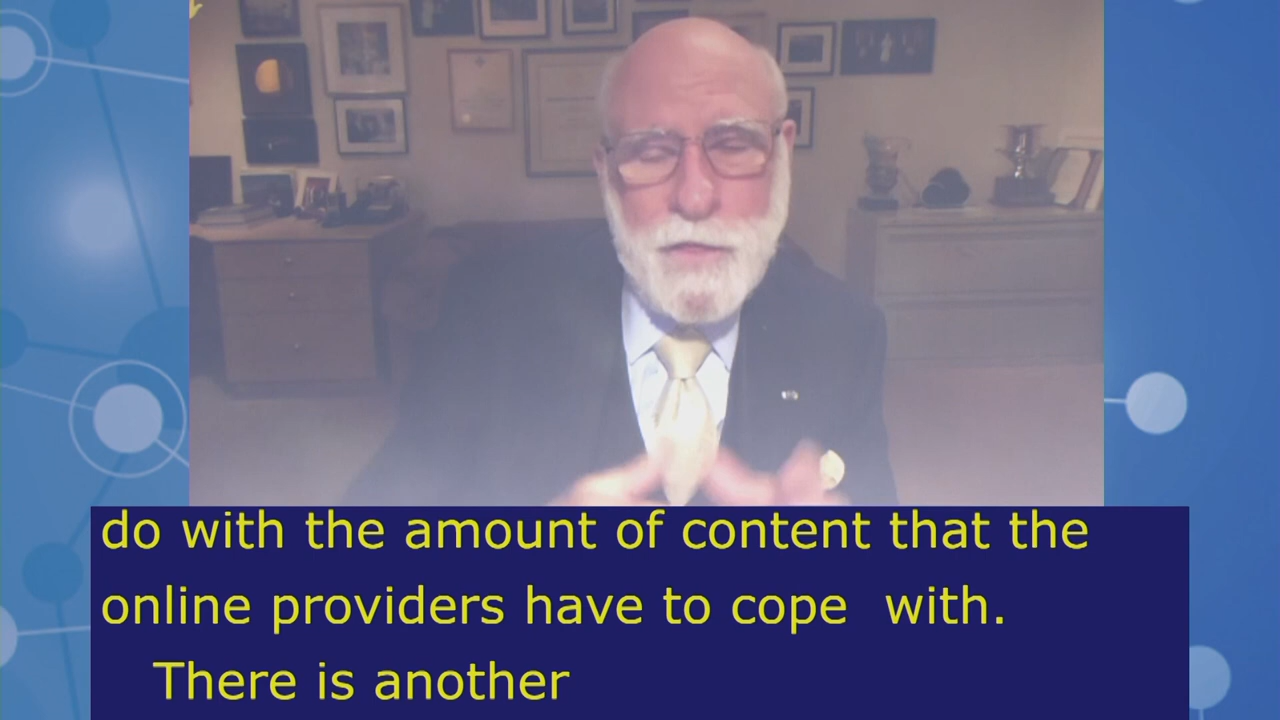 do with the amount of content that the
online providers have to cope  with.
There is another